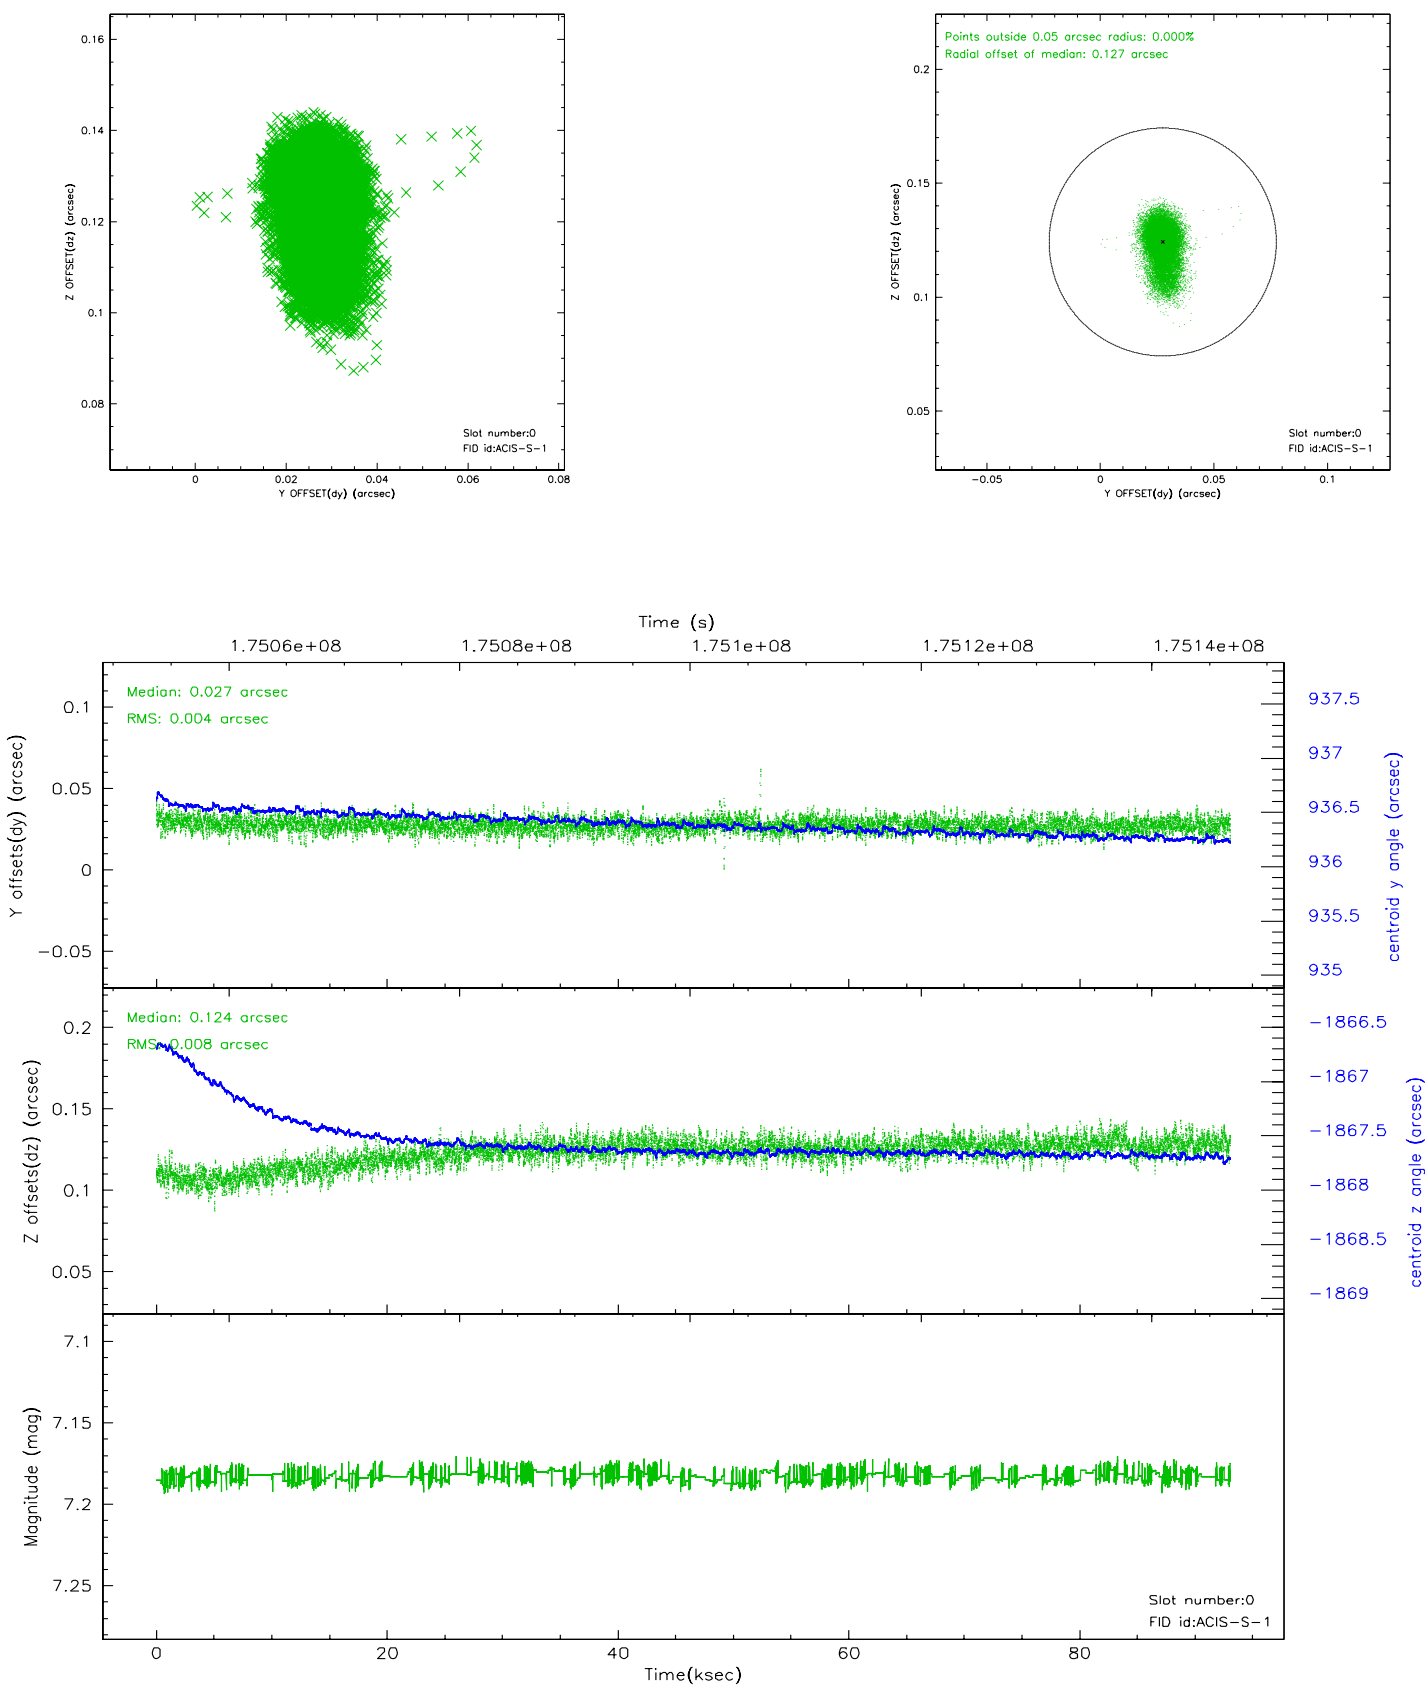 0.16
0.14
0.12
0.1
0.08
Z OFFSET(dz) (arcsec)
Slot number:0
FID id:ACIS-S-1
0 0.02 0.04 0.06 0.08
Y OFFSET(dy) (arcsec)
Points outside 0.05 arcsec radius: 0.000%
Radial offset of median: 0.127 arcsec
0.2
0.15
0.1
0.05
Z OFFSET(dz) (arcsec)
Slot number:0
FID id:ACIS-S-1
-0.05 0 0.05 0.1
Y OFFSET(dy) (arcsec)
Time (s)
1.7506e+08 1.7508e+08 1.751e+08 1.7512e+08 1.7514e+08
Median: 0.027 arcsec
RMS: 0.004 arcsec
0.1
0.05
0
-0.05
Y offsets(dy) (arcsec)
937.5
937
936.5
936
935.5
935
centroid y angle (arcsec)
Median: 0.124 arcsec
RMS: 0.008 arcsec
0.2
0.15
0.1
0.05
Z offsets(dz) (arcsec)
-1866.5
-1867
-1867.5
-1868
-1868.5
-1869
centroid z angle (arcsec)
7.1
7.15
7.2
7.25
Magnitude (mag)
Slot number:0
FID id:ACIS-S-1
0 20 40 60 80
Time(ksec)